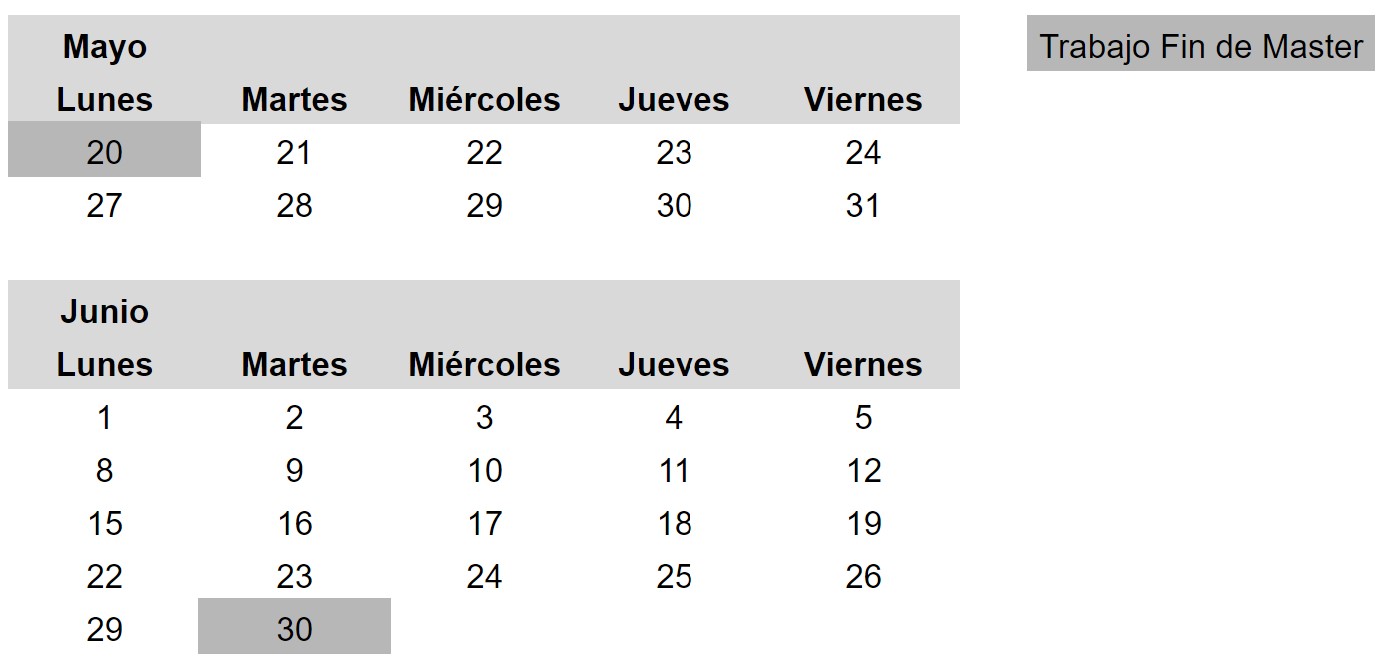 Mayo
Lunes Martes Miércoles Jueves Viernes
20 21 22 23 24
27 28 29 30 31
Junio
Lunes Martes Miércoles Jueves Viernes
1 2 3 4 5
8 9 10 11 12
15 16 17 18 19
22 23 24 25 26
29 30
Trabajo Fin de Master